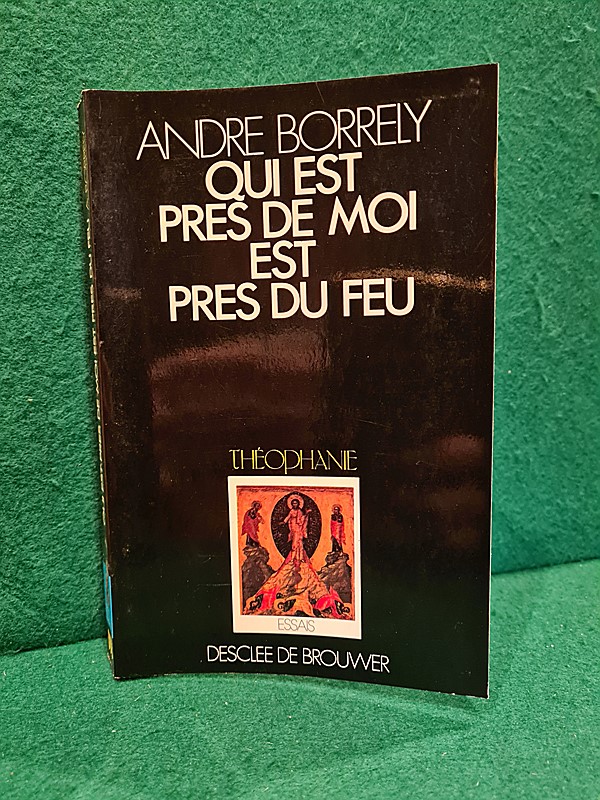 ANDRE BORRELY
QUI EST
PRES DE MOI
EST
PRES DU FEU
THÉOPHANIE
ESSAIS
DESCLEE DE BROUWER